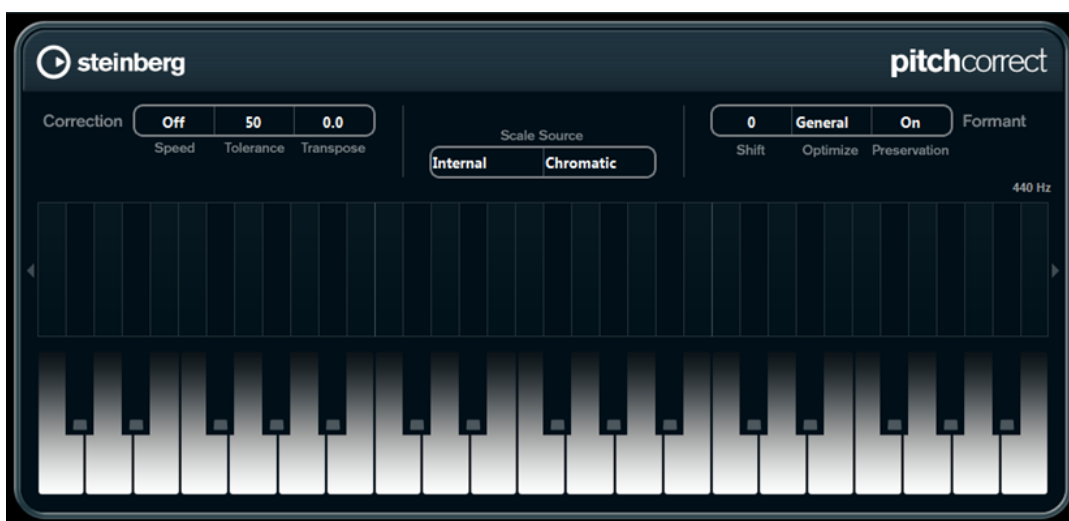 steinberg
pitchcorrect
Correction Off 50 0.0
Speed Tolerance Transpose
Scale Source
Internal Chromatic
0 General On Formant
Shift Optimize Preservation
440 Hz